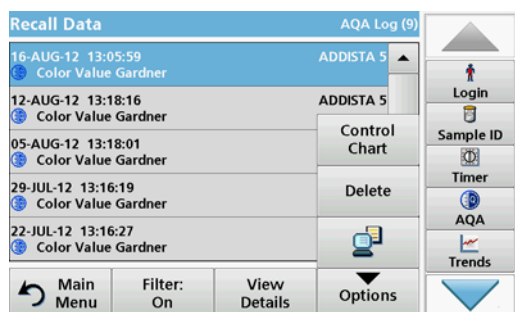 Recall Data AQA Log (9)
16-AUG-12 13:05:59 ADDISTA 5
Color Value Gardner
12-AUG-12 13:18:16 ADDISTA 5
Color Value Gardner
05-AUG-12 13:18:01
Color Value Gardner
29-JUL-12 13:16:19
Color Value Gardner
22-JUL-12 13:16:27
Color Value Gardner
Control
Chart
Delete
Main
Menu
Filter:
On
View
Details
Options
Login
Sample ID
Timer
AQA
Trends